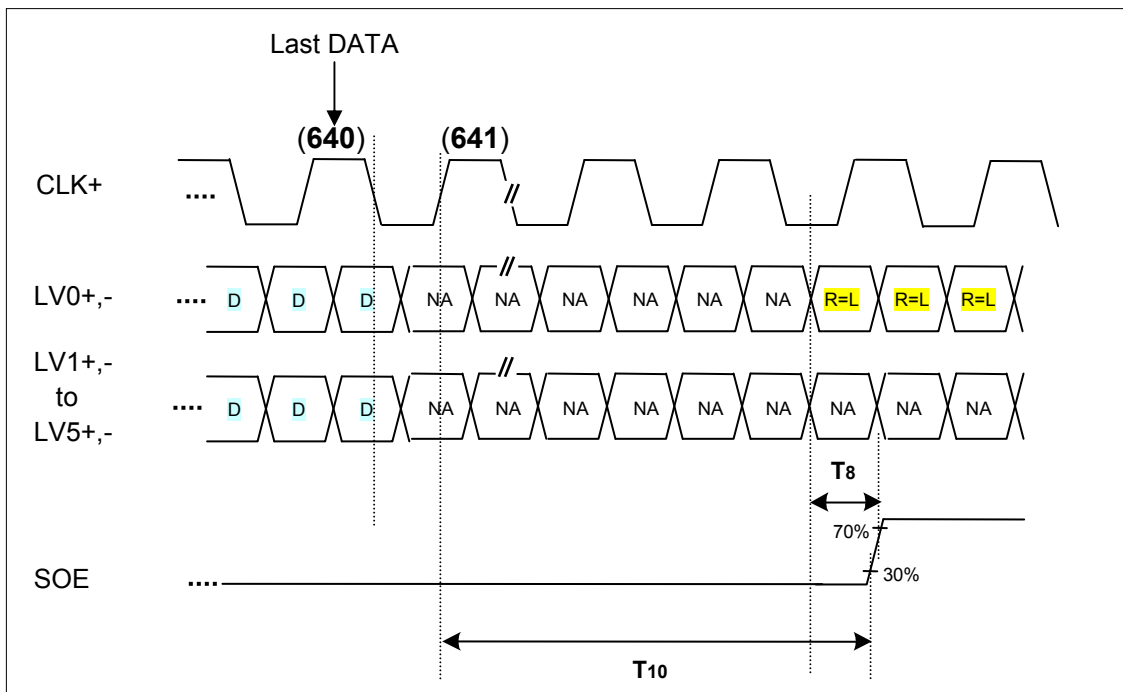 Last DATA
(640) (641)
CLK+ ....
LV0+,- .... D D D NA NA NA NA NA NA R=L R=L R=L
LV1+,-
to
LV5+,-
.... D D D NA NA NA NA NA NA NA NA NA
T8
70%
SOE .... 30%
T10